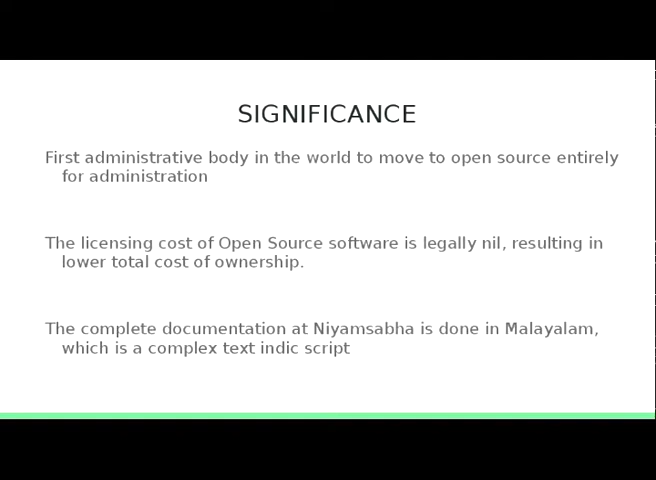 SIGNIFICANCE
First administrative body in the world to move to open source entirely
for administration
The licensing cost of Open Source software is legally nil, resulting in
lower total cost of ownership.
The complete documentation at Niyamsabha is done in Malayalam,
which is a complex text indic script